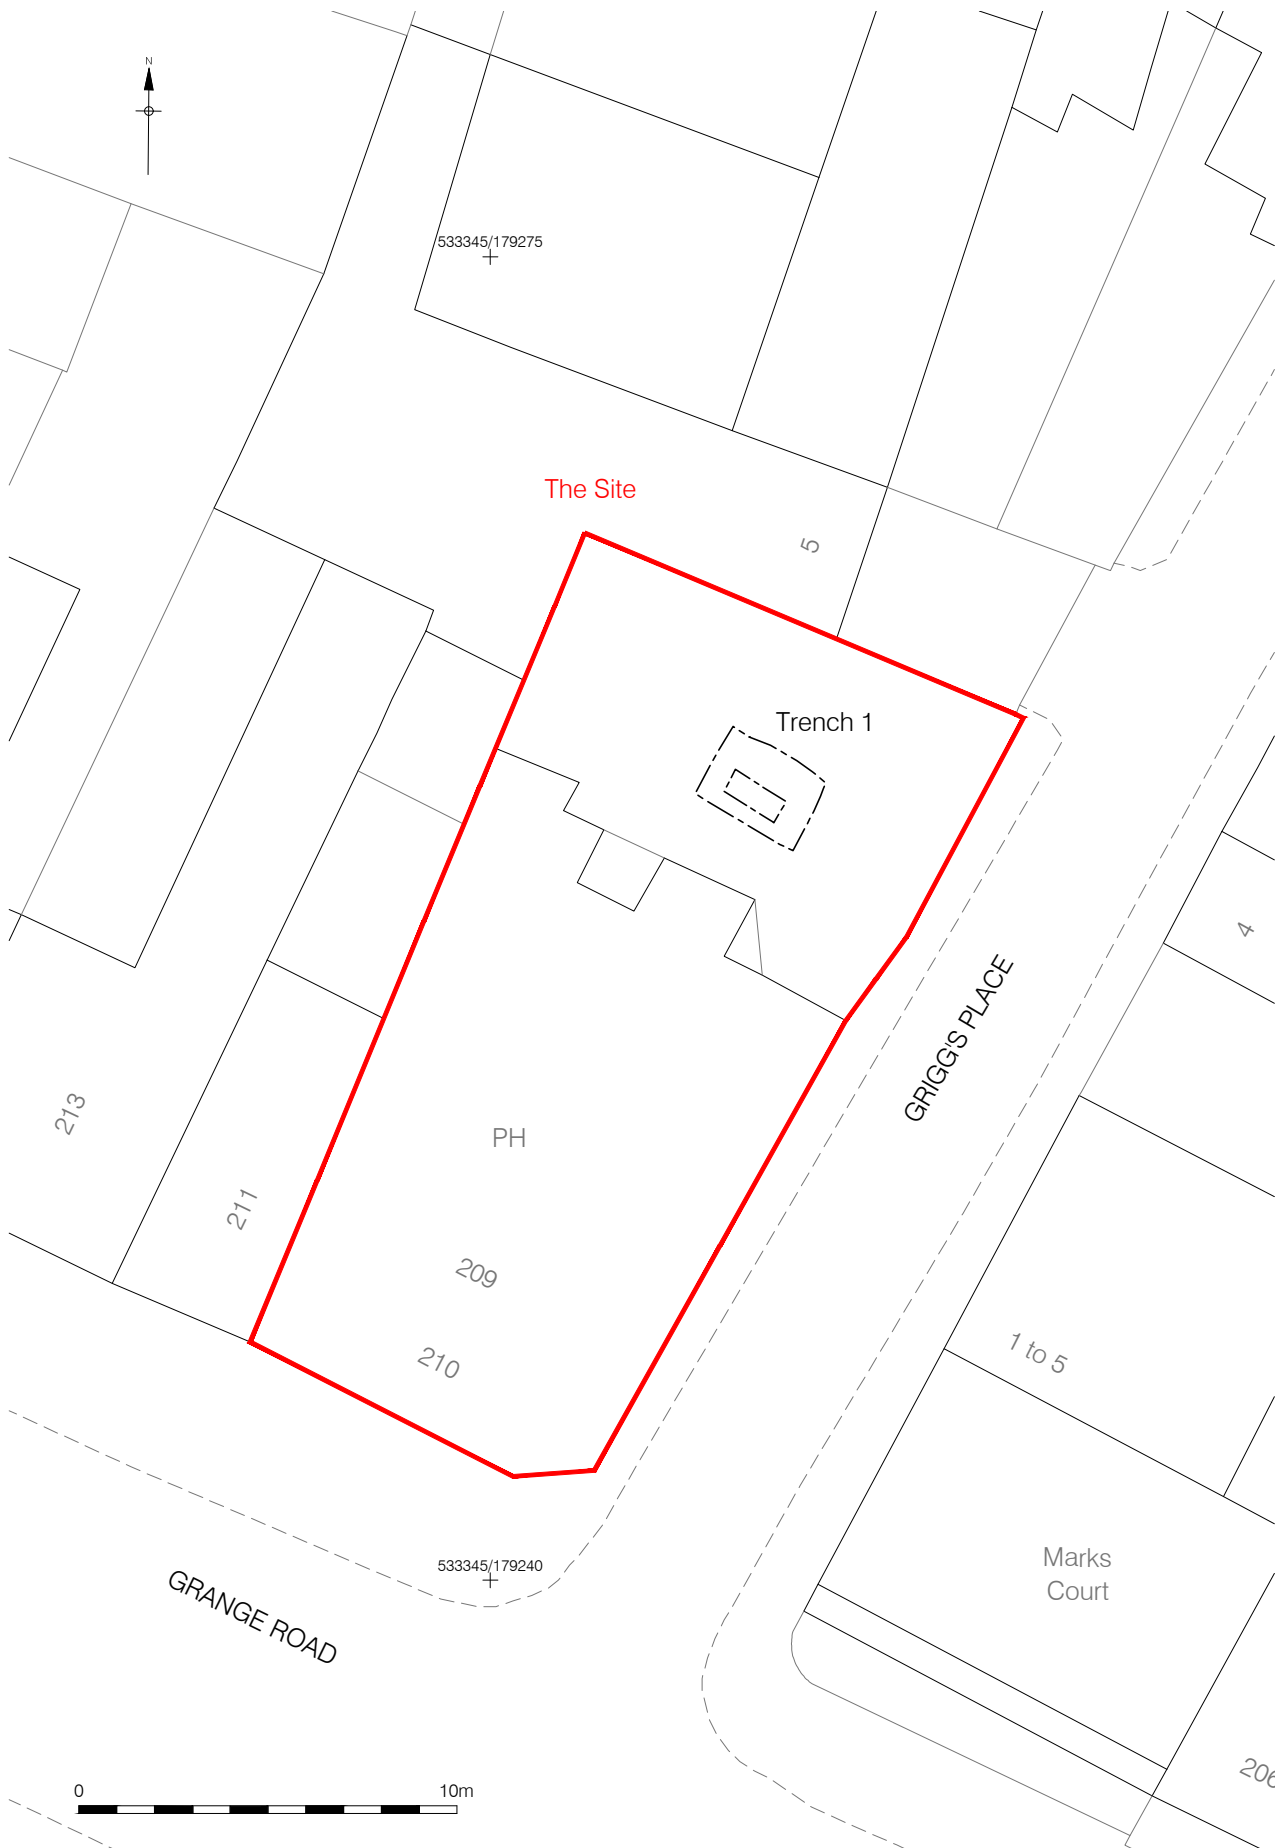 N
533345/179275
The Site
5
Trench 1
4
GRIGG'S PLACE
213
PH
211
209
1 to 5
210
Marks
Court
533345/179240
GRANGE ROAD
206
0
10m